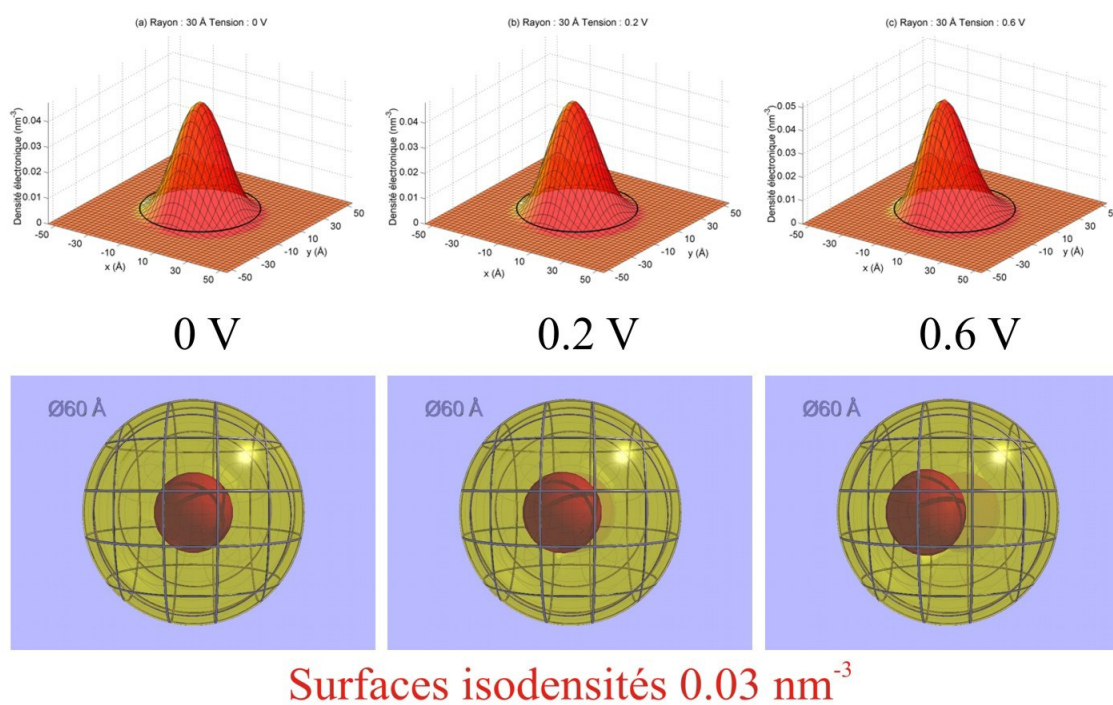 (a) Rayon : 30 Å Tension : 0 V
(b) Rayon : 30 Å Tension : 0.2 V
(c) Rayon : 30 Å Tension : 0.6 V
Densité électronique (nm-3)
0.04
0.03
0.02
0.01
0
-50
-30
-10
10
30
50
x (Å)
-50
-30
-10
10
30
50
y (Å)
Densité électronique (nm-3)
0.04
0.03
0.02
0.01
0
-50
-30
-10
10
30
50
x (Å)
-50
-30
-10
10
30
50
y (Å)
Densité électronique (nm-3)
0.05
0.04
0.03
0.02
0.01
0
-50
-30
-10
10
30
50
x (Å)
-50
-30
-10
10
30
50
y (Å)
0 V
0.2 V
0.6 V
Ø60 Å
Ø60 Å
Ø60 Å
Surfaces isodensités 0.03 nm-3